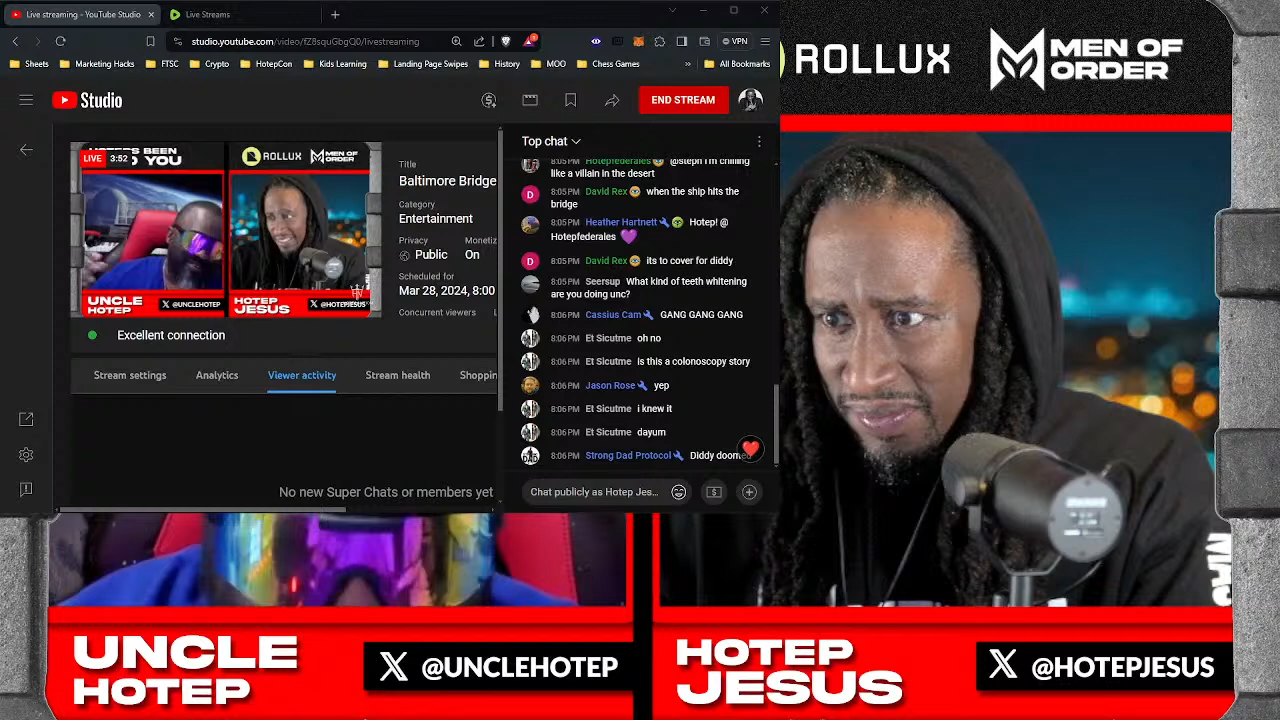 Live streaming - YouTube Studio
Live Streams
studio.youtube.com/video/fZ8squGbgQ0/livestreaming
VPN
Sheets
Marketing Hacks
FTSC
Crypto
HotepCon
Kids Learning
Landing Page Swipes
History
MOO
Chess Games
»
All Bookmarks
Studio
END STREAM
LIVE 3:52
ROLLUX
MEN OF
ORDER
UNCLE
HOTEP
X @UNCLEHOTEP
HOTEP
JESUS
X @HOTEPJESUS
Excellent connection
Title
Baltimore Bridge
Category
Entertainment
Privacy
Public
Monetiz
On
Scheduled for
Mar 28, 2024, 8:00
Concurrent viewers
Stream settings
Analytics
Viewer activity
Stream health
Shoppin
No new Super Chats or members yet
Top chat
8:05 PM Hotepfederales @steph I'm chilling
like a villain in the desert
8:05 PM David Rex when the ship hits the
bridge
8:05 PM Heather Hartnett Hotep! @
Hotepfederales
8:05 PM David Rex its to cover for diddy
8:05 PM Seersup What kind of teeth whitening
are you doing unc?
8:06 PM Cassius Cam GANG GANG GANG
8:06 PM Et Sicutme oh no
8:06 PM Et Sicutme is this a colonoscopy story
8:06 PM Jason Rose yep
8:06 PM Et Sicutme i knew it
8:06 PM Et Sicutme dayum
8:06 PM Strong Dad Protocol Diddy doom
Chat publicly as Hotep Jes...
ROLLUX
MEN OF
ORDER
UNCLE
HOTEP
X @UNCLEHOTEP
HOTEP
JESUS
X @HOTEPJESUS